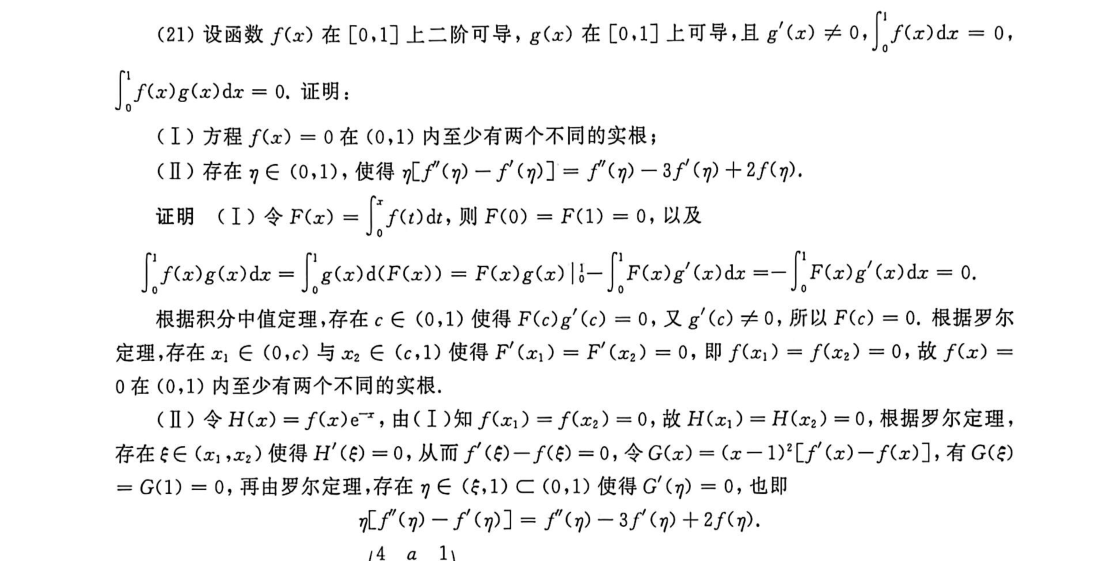 (21) 设函数 f(x) 在 [0,1] 上二阶可导, g(x) 在 [0,1] 上可导,且 g′(x) ≠ 0, ∫₀¹ f(x)dx = 0,
∫₀¹ f(x)g(x)dx = 0. 证明:
(Ⅰ) 方程 f(x) = 0 在 (0,1) 内至少有两个不同的实根;
(Ⅱ) 存在 η ∈ (0,1), 使得 η[f″(η) − f′(η)] = f″(η) − 3f′(η) + 2f(η).
证明 (Ⅰ) 令 F(x) = ∫₀ˣ f(t)dt, 则 F(0) = F(1) = 0, 以及
∫₀¹ f(x)g(x)dx = ∫₀¹ g(x)d(F(x)) = F(x)g(x)|₀¹ − ∫₀¹ F(x)g′(x)dx = − ∫₀¹ F(x)g′(x)dx = 0.
根据积分中值定理,存在 c ∈ (0,1) 使得 F(c)g′(c) = 0, 又 g′(c) ≠ 0, 所以 F(c) = 0. 根据罗尔
定理,存在 x₁ ∈ (0,c) 与 x₂ ∈ (c,1) 使得 F′(x₁) = F′(x₂) = 0, 即 f(x₁) = f(x₂) = 0, 故 f(x) =
0 在 (0,1) 内至少有两个不同的实根.
(Ⅱ) 令 H(x) = f(x)e⁻ˣ, 由(Ⅰ)知 f(x₁) = f(x₂) = 0, 故 H(x₁) = H(x₂) = 0, 根据罗尔定理,
存在 ξ ∈ (x₁,x₂) 使得 H′(ξ) = 0, 从而 f′(ξ) − f(ξ) = 0, 令 G(x) = (x − 1)²[f′(x) − f(x)], 有 G(ξ)
= G(1) = 0, 再由罗尔定理,存在 η ∈ (ξ,1) ⊂ (0,1) 使得 G′(η) = 0, 也即
η[f″(η) − f′(η)] = f″(η) − 3f′(η) + 2f(η).
4 a 1